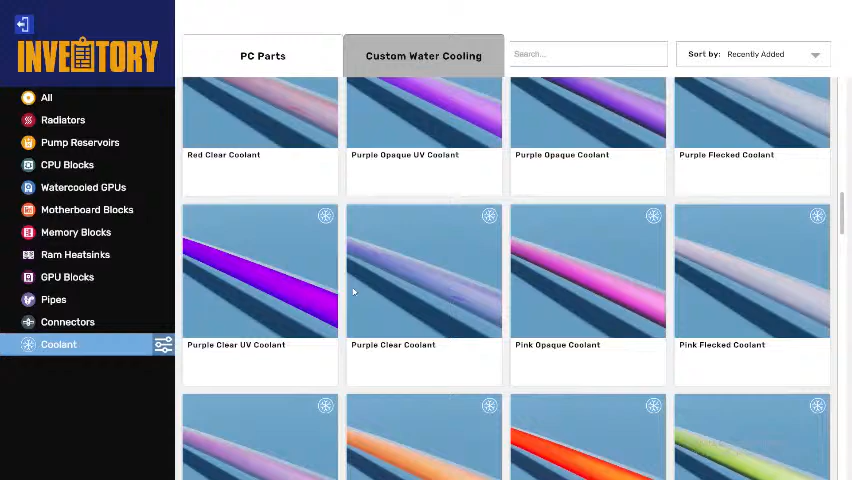 INVENTORY
PC Parts
Custom Water Cooling
Search...
Sort by: Recently Added
All
Radiators
Pump Reservoirs
CPU Blocks
Watercooled GPUs
Motherboard Blocks
Memory Blocks
Ram Heatsinks
GPU Blocks
Pipes
Connectors
Coolant
Red Clear Coolant
Purple Opaque UV Coolant
Purple Opaque Coolant
Purple Flecked Coolant
Purple Clear UV Coolant
Purple Clear Coolant
Pink Opaque Coolant
Pink Flecked Coolant